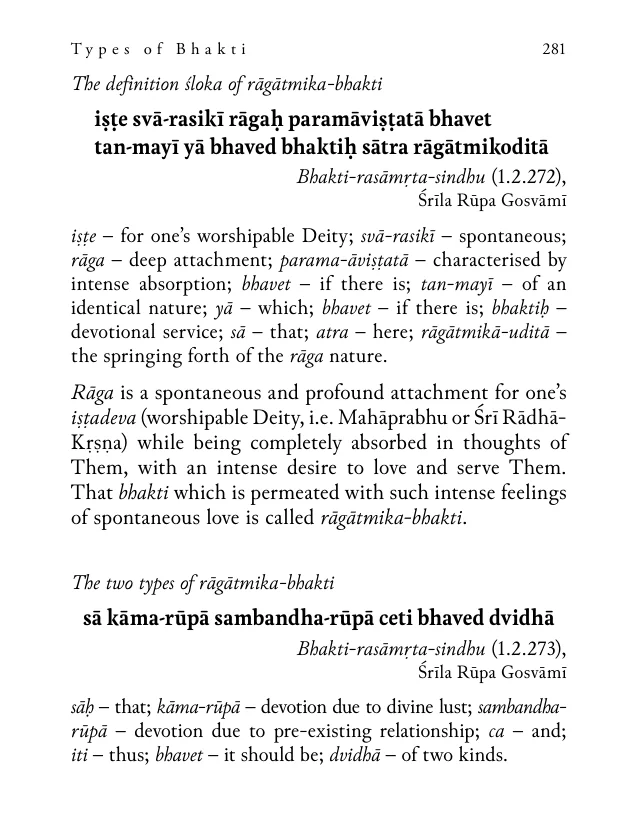 Types of Bhakti 281
The definition śloka of rāgātmika-bhakti
iṣṭe svā-rasikī rāgaḥ paramāviṣṭatā bhavet
tan-mayī yā bhaved bhaktiḥ sātra rāgātmikoditā
Bhakti-rasāmṛta-sindhu (1.2.272),
Śrīla Rūpa Gosvāmī
iṣṭe – for one’s worshipable Deity; svā-rasikī – spontaneous;
rāga – deep attachment; parama-āviṣṭatā – characterised by
intense absorption; bhavet – if there is; tan-mayī – of an
identical nature; yā – which; bhavet – if there is; bhaktiḥ –
devotional service; sā – that; atra – here; rāgātmikā-uditā –
the springing forth of the rāga nature.
Rāga is a spontaneous and profound attachment for one’s
iṣṭadeva (worshipable Deity, i.e. Mahāprabhu or Śrī Rādhā-
Kṛṣṇa) while being completely absorbed in thoughts of
Them, with an intense desire to love and serve Them.
That bhakti which is permeated with such intense feelings
of spontaneous love is called rāgātmika-bhakti.
The two types of rāgātmika-bhakti
sā kāma-rūpā sambandha-rūpā ceti bhaved dvidhā
Bhakti-rasāmṛta-sindhu (1.2.273),
Śrīla Rūpa Gosvāmī
sāḥ – that; kāma-rūpā – devotion due to divine lust; sambandha-
rūpā – devotion due to pre-existing relationship; ca – and;
iti – thus; bhavet – it should be; dvidhā – of two kinds.